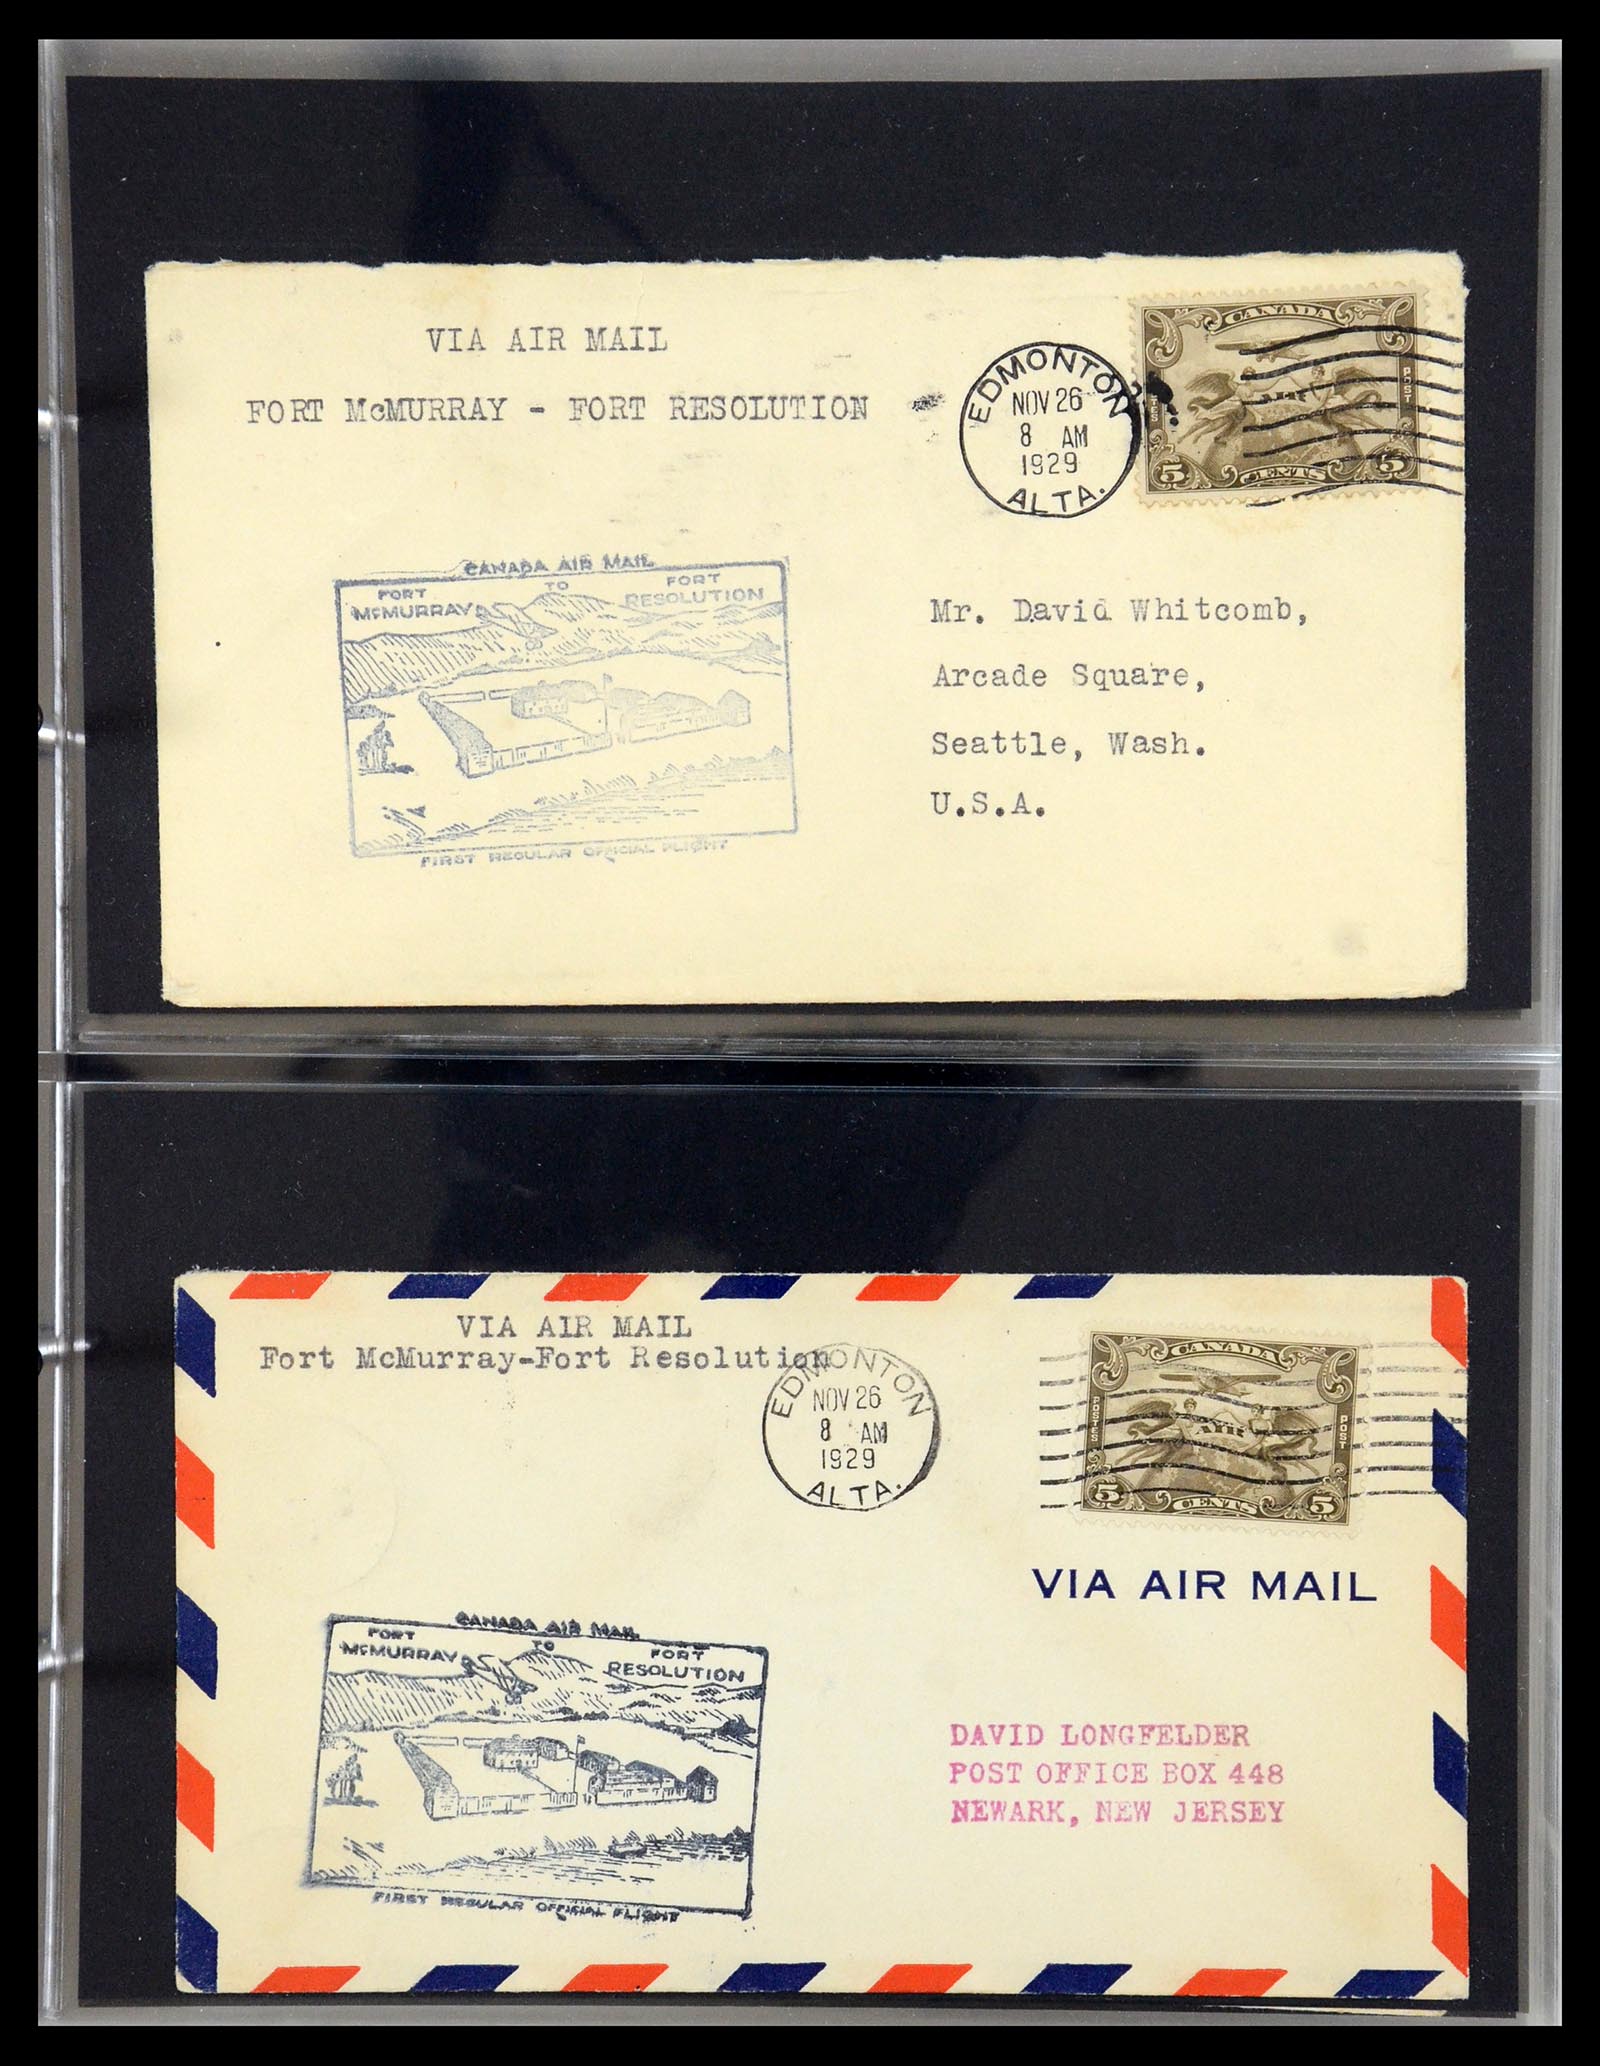 VIA AIR MAIL
FORT McMURRAY - FORT RESOLUTION
EDMONTON
NOV 26
8 AM
1929
ALTA.
CANADA
POST
AIR
5 CENTS 5
CANADA AIR MAIL
FORT McMURRAY TO FORT RESOLUTION
FIRST REGULAR OFFICIAL FLIGHT
Mr. David Whitcomb,
Arcade Square,
Seattle, Wash.
U.S.A.
VIA AIR MAIL
Fort McMurray-Fort Resolution
EDMONTON
NOV 26
8 AM
1929
ALTA.
CANADA
POSTES
AIR
POST
5 CENTS 5
VIA AIR MAIL
CANADA AIR MAIL
FORT McMURRAY TO FORT RESOLUTION
FIRST REGULAR OFFICIAL FLIGHT
DAVID LONGFELDER
POST OFFICE BOX 448
NEWARK, NEW JERSEY